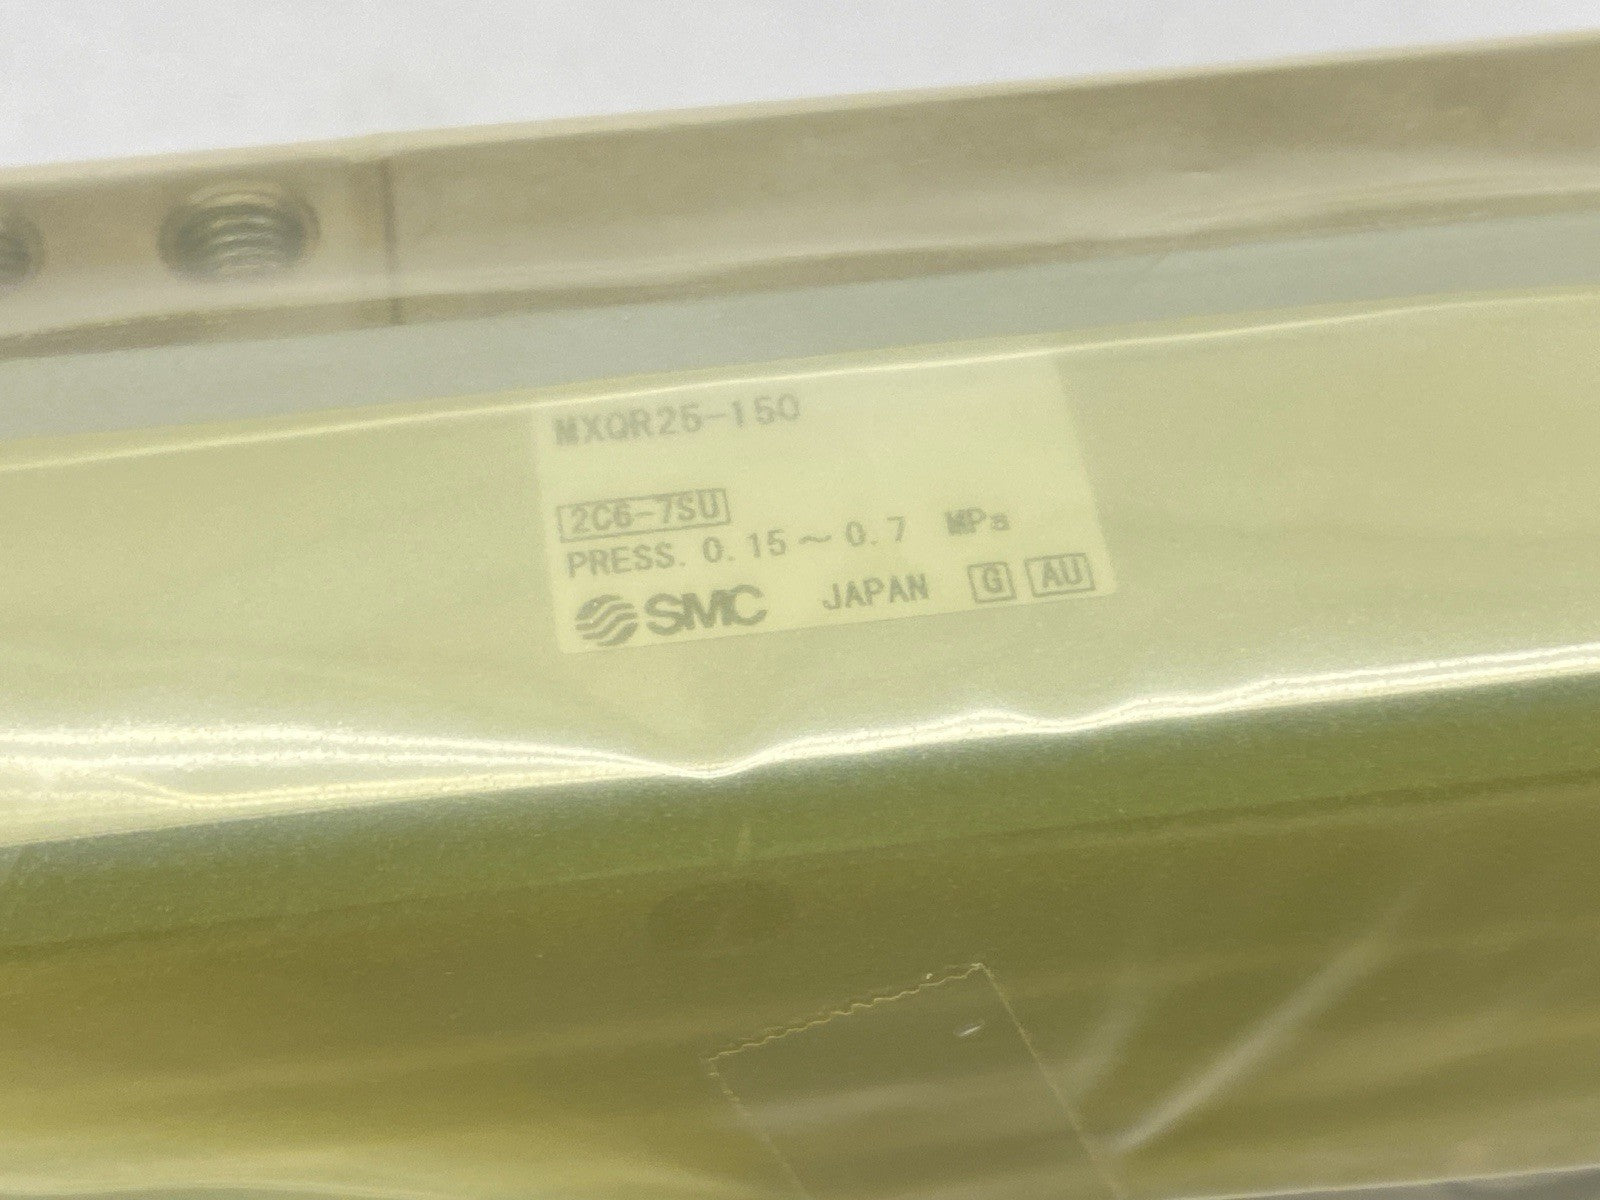 MXQR25-150
2C6-7SU
PRESS. 0.15～0.7 MPa
SMC JAPAN G AU